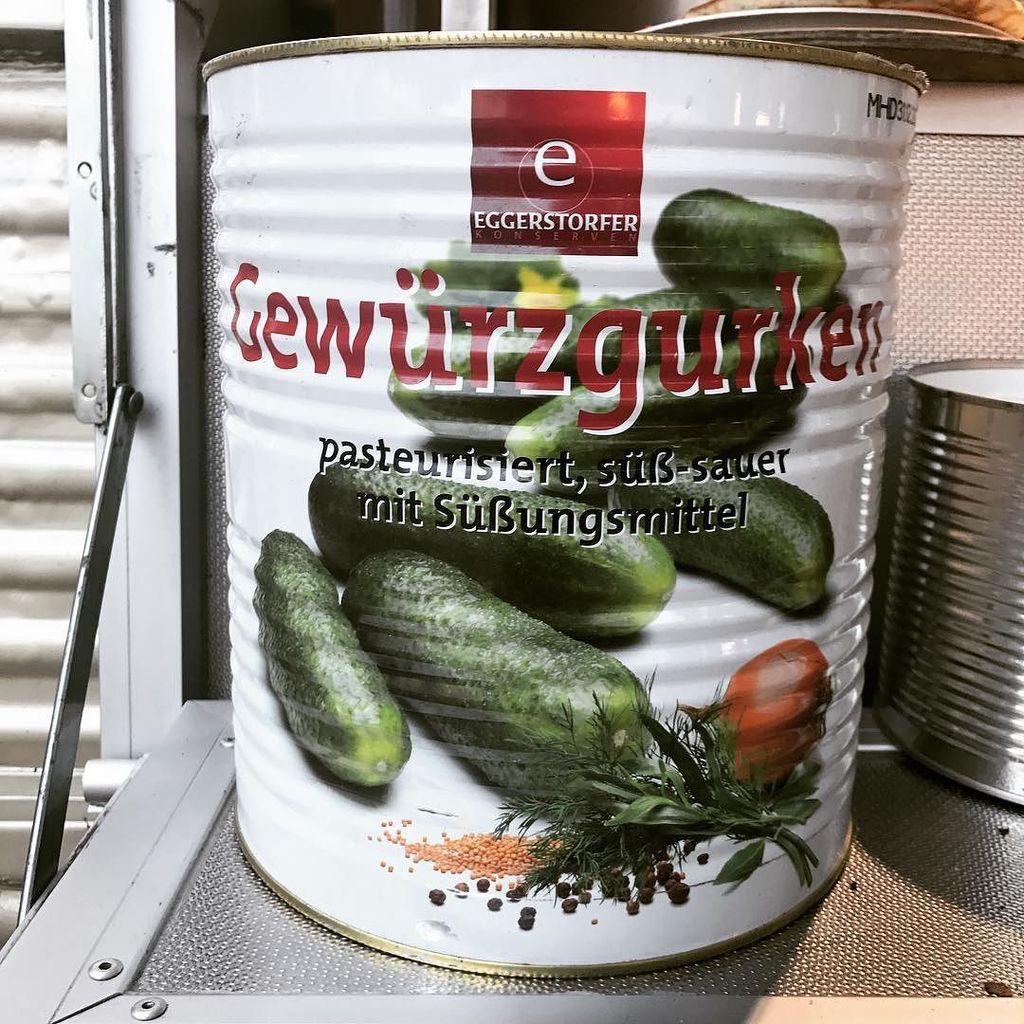 e
EGGERSTORFER
KONSERVEN
Gewürzgurken
pasteurisiert, süß-sauer
mit Süßungsmittel